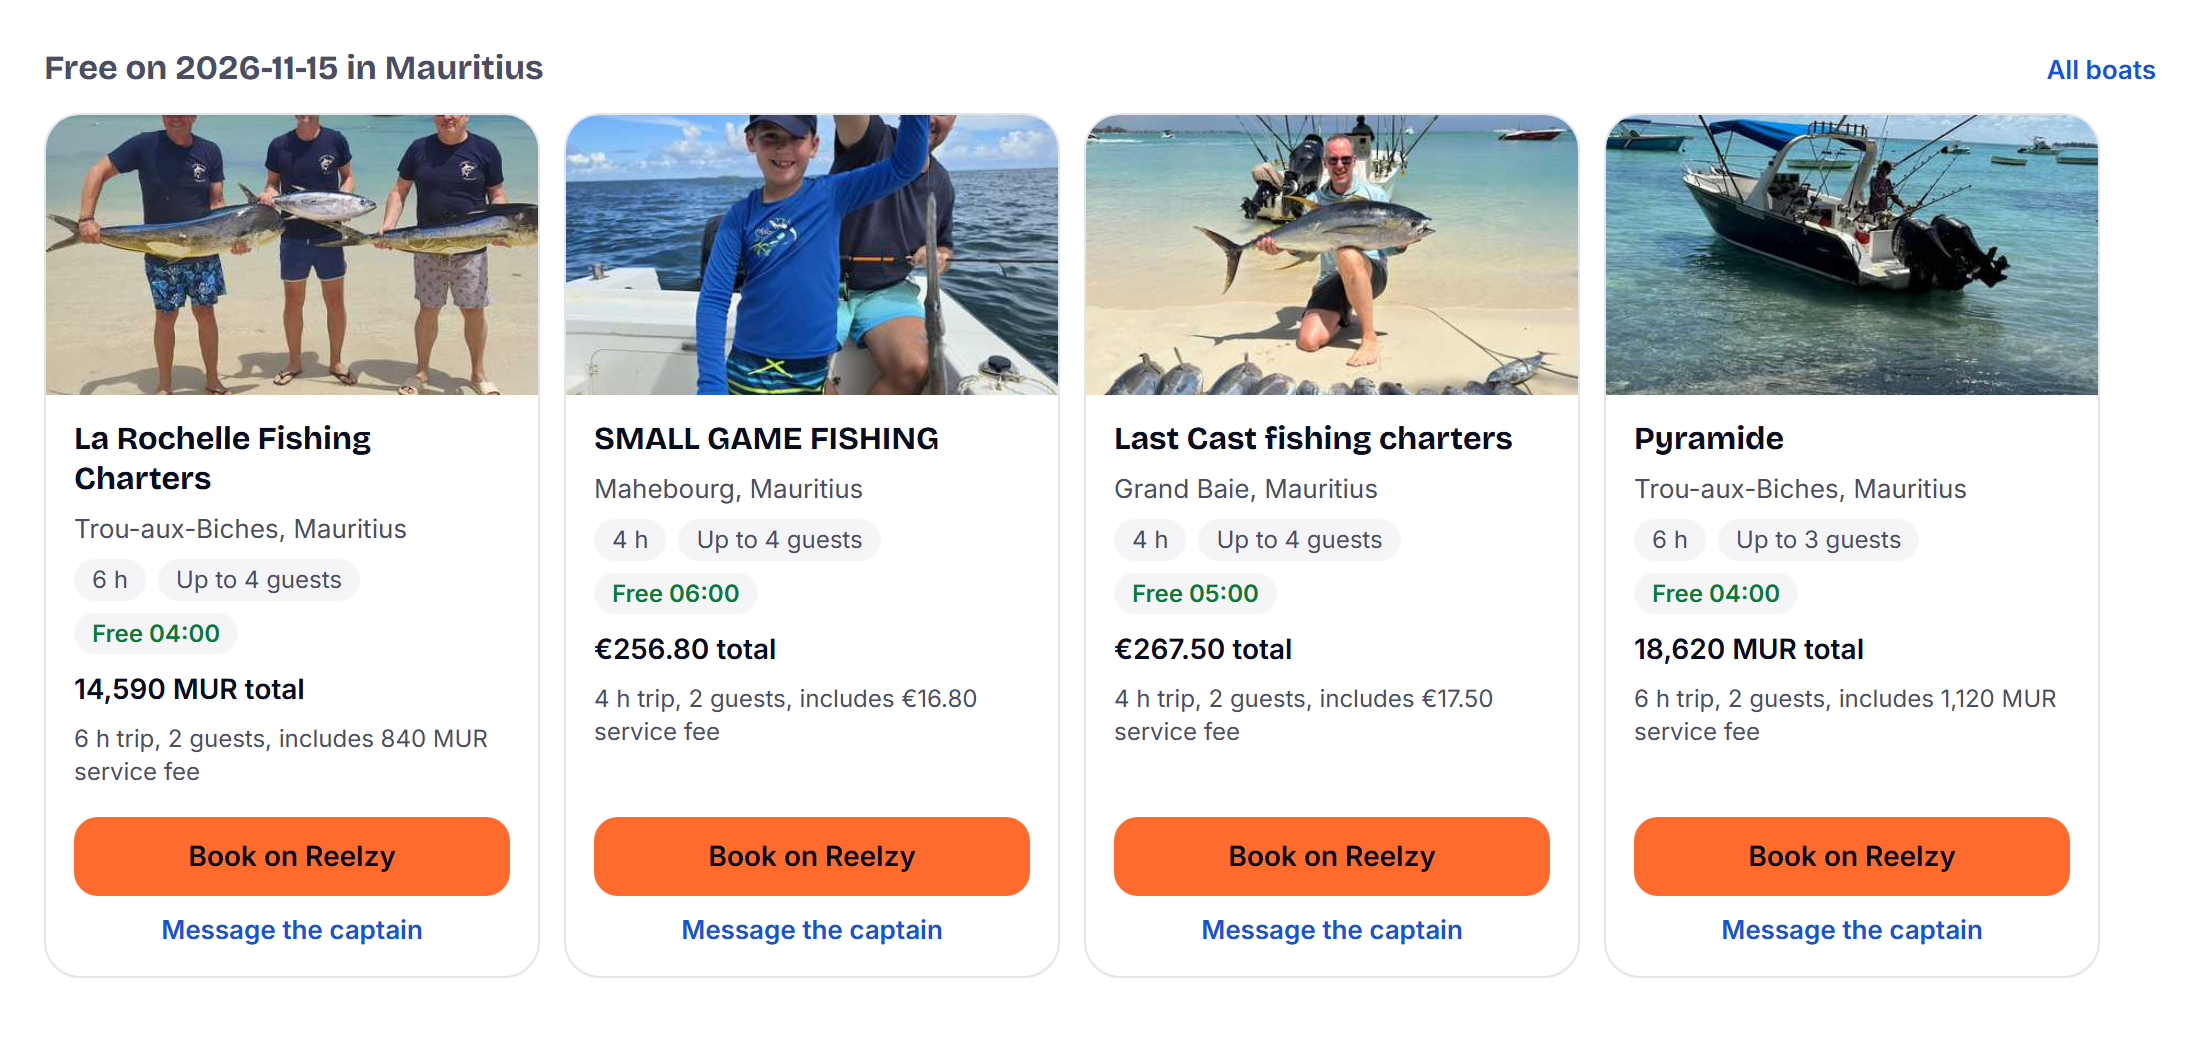 Free on 2026-11-15 in Mauritius
All boats
La Rochelle Fishing
Charters
Trou-aux-Biches, Mauritius
6 h
Up to 4 guests
Free 04:00
14,590 MUR total
6 h trip, 2 guests, includes 840 MUR
service fee
Book on Reelzy
Message the captain
SMALL GAME FISHING
Mahebourg, Mauritius
4 h
Up to 4 guests
Free 06:00
€256.80 total
4 h trip, 2 guests, includes €16.80
service fee
Book on Reelzy
Message the captain
Last Cast fishing charters
Grand Baie, Mauritius
4 h
Up to 4 guests
Free 05:00
€267.50 total
4 h trip, 2 guests, includes €17.50
service fee
Book on Reelzy
Message the captain
Pyramide
Trou-aux-Biches, Mauritius
6 h
Up to 3 guests
Free 04:00
18,620 MUR total
6 h trip, 2 guests, includes 1,120 MUR
service fee
Book on Reelzy
Message the captain